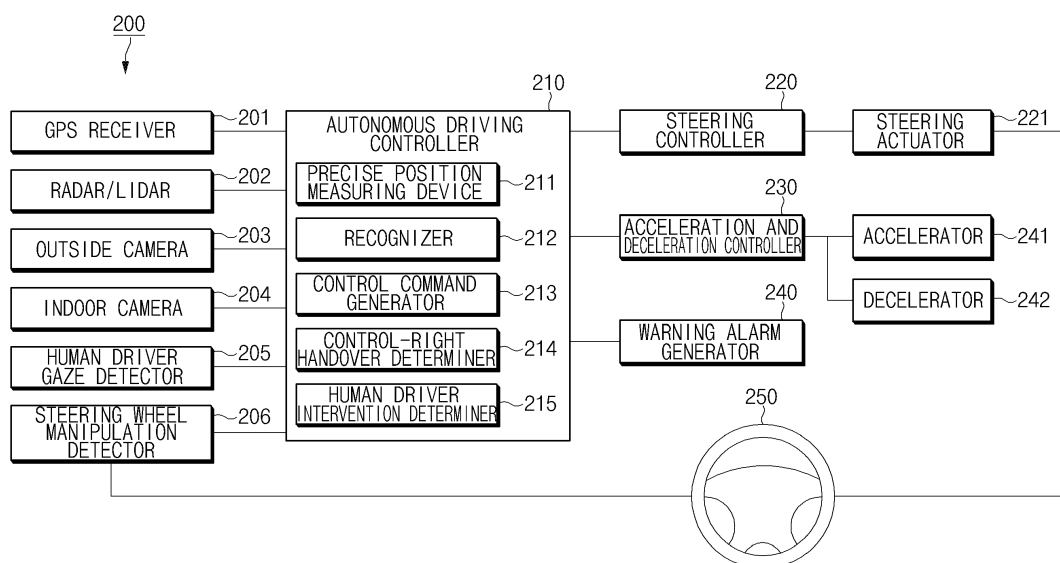 200
GPS RECEIVER
201
RADAR/LIDAR
202
OUTSIDE CAMERA
203
INDOOR CAMERA
204
HUMAN DRIVER
GAZE DETECTOR
205
STEERING WHEEL
MANIPULATION
DETECTOR
206
210
AUTONOMOUS DRIVING
CONTROLLER
PRECISE POSITION
MEASURING DEVICE
211
RECOGNIZER
212
CONTROL COMMAND
GENERATOR
213
CONTROL-RIGHT
HANDOVER DETERMINER
214
HUMAN DRIVER
INTERVENTION DETERMINER
215
220
STEERING
CONTROLLER
STEERING
ACTUATOR
221
230
ACCELERATION AND
DECELERATION CONTROLLER
ACCELERATOR
241
DECELERATOR
242
240
WARNING ALARM
GENERATOR
250